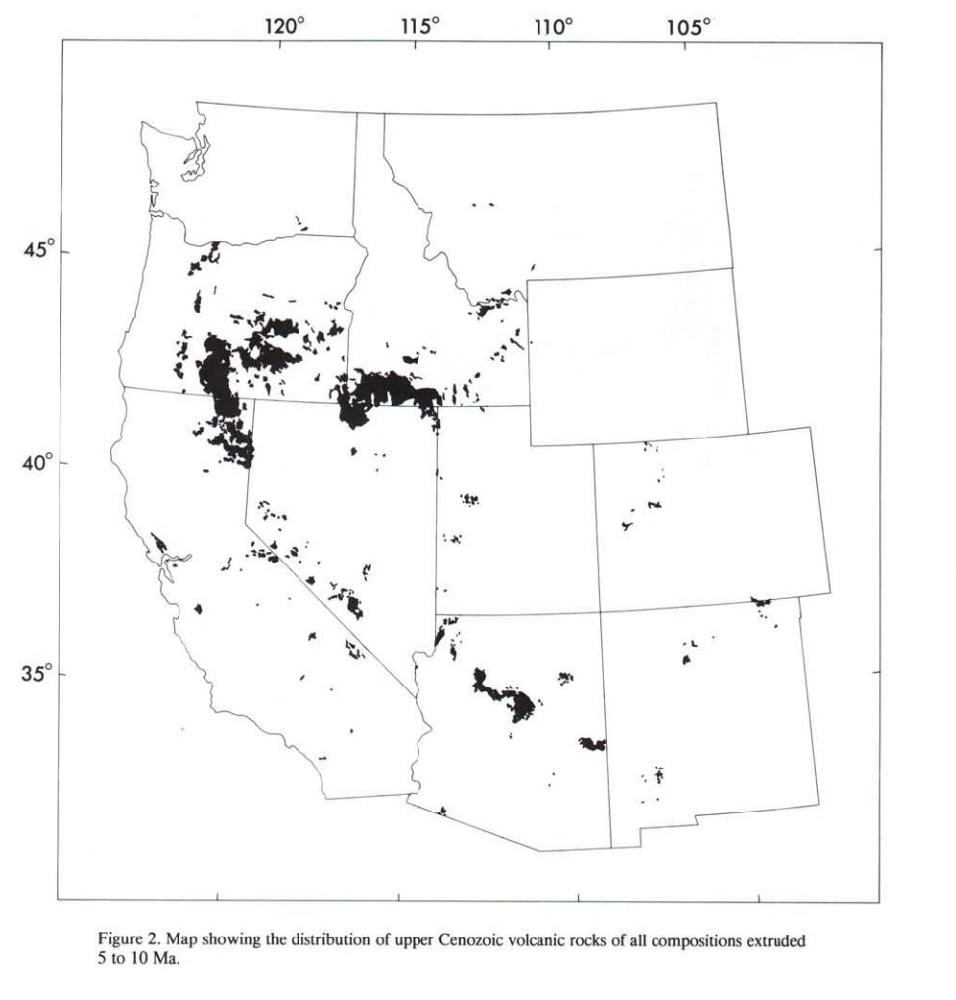 120° 115° 110° 105°
45°
40°
35°
Figure 2. Map showing the distribution of upper Cenozoic volcanic rocks of all compositions extruded
5 to 10 Ma.